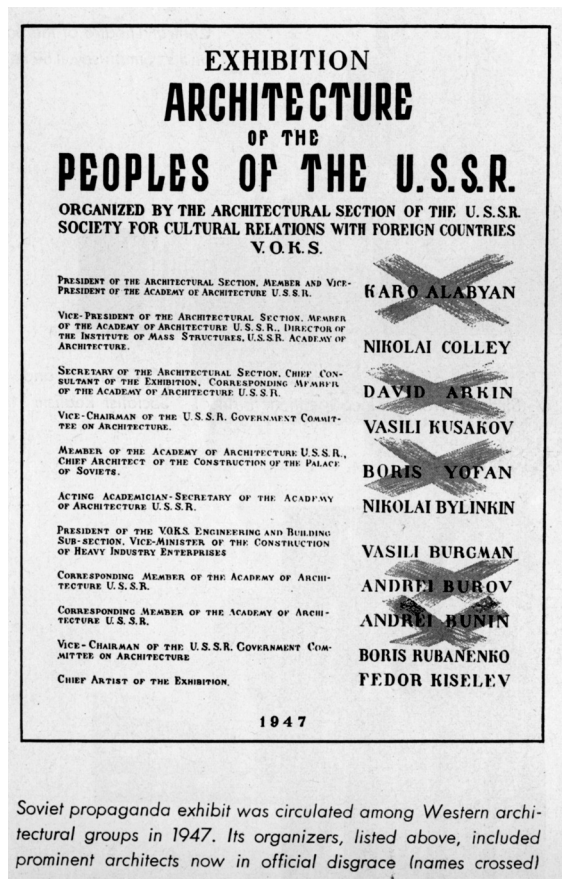 EXHIBITION
ARCHITECTURE
OF THE
PEOPLES OF THE U.S.S.R.
ORGANIZED BY THE ARCHITECTURAL SECTION OF THE U.S.S.R.
SOCIETY FOR CULTURAL RELATIONS WITH FOREIGN COUNTRIES
V.O.K.S.
PRESIDENT OF THE ARCHITECTURAL SECTION, MEMBER AND VICE-
PRESIDENT OF THE ACADEMY OF ARCHITECTURE U.S.S.R.
KARO ALABYAN
VICE-PRESIDENT OF THE ARCHITECTURAL SECTION, MEMBER
OF THE ACADEMY OF ARCHITECTURE U.S.S.R., DIRECTOR OF
THE INSTITUTE OF MASS STRUCTURES, U.S.S.R. ACADEMY OF
ARCHITECTURE.
NIKOLAI COLLEY
SECRETARY OF THE ARCHITECTURAL SECTION, CHIEF CON-
SULTANT OF THE EXHIBITION, CORRESPONDING MEMBER
OF THE ACADEMY OF ARCHITECTURE U.S.S.R.
DAVID ARKIN
VICE-CHAIRMAN OF THE U.S.S.R. GOVERNMENT COMMIT-
TEE ON ARCHITECTURE.
VASILI KUSAKOV
MEMBER OF THE ACADEMY OF ARCHITECTURE U.S.S.R.,
CHIEF ARCHITECT OF THE CONSTRUCTION OF THE PALACE
OF SOVIETS.
BORIS YOFAN
ACTING ACADEMICIAN-SECRETARY OF THE ACADEMY
OF ARCHITECTURE U.S.S.R.
NIKOLAI BYLINKIN
PRESIDENT OF THE V.O.K.S. ENGINEERING AND BUILDING
SUB-SECTION, VICE-MINISTER OF THE CONSTRUCTION
OF HEAVY INDUSTRY ENTERPRISES
VASILI BURGMAN
CORRESPONDING MEMBER OF THE ACADEMY OF ARCHI-
TECTURE U.S.S.R.
ANDREI BUROV
CORRESPONDING MEMBER OF THE ACADEMY OF ARCHI-
TECTURE U.S.S.R.
ANDREI BUNIN
VICE-CHAIRMAN OF THE U.S.S.R. GOVERNMENT COM-
MITTEE ON ARCHITECTURE
BORIS RUBANENKO
CHIEF ARTIST OF THE EXHIBITION.
FEDOR KISELEV
1947
Soviet propaganda exhibit was circulated among Western archi-
tectural groups in 1947. Its organizers, listed above, included
prominent architects now in official disgrace (names crossed)